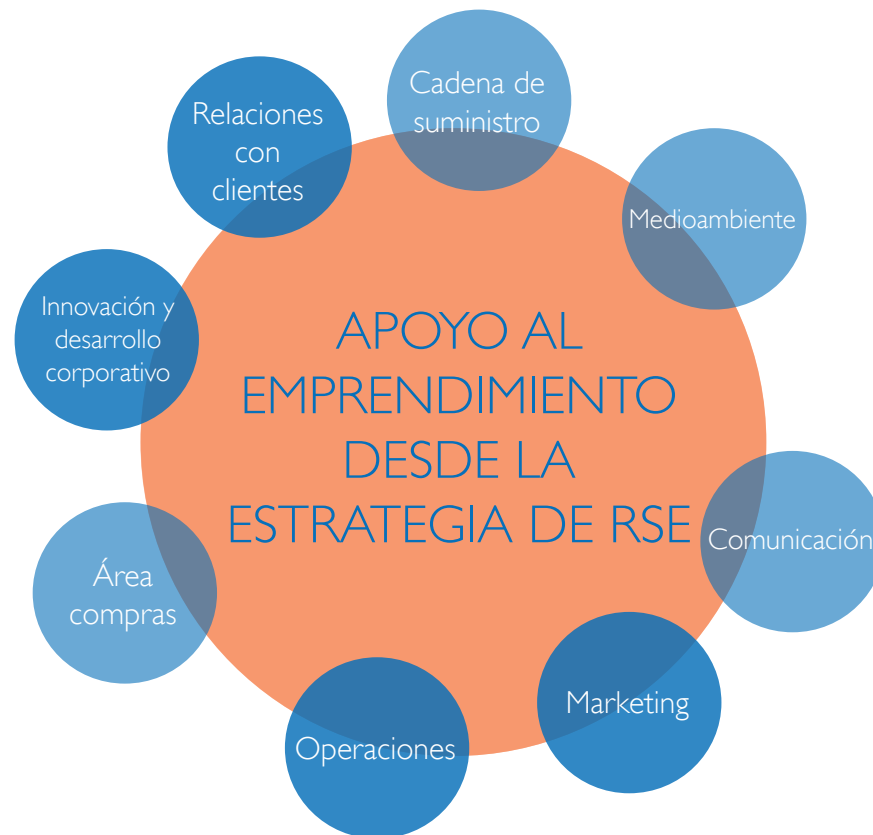 Cadena de
suministro
Relaciones
con
clientes
Medioambiente
Innovación y
desarrollo
corporativo
APOYO AL
EMPRENDIMIENTO
DESDE LA
ESTRATEGIA DE RSE
Comunicación
Área
compras
Marketing
Operaciones